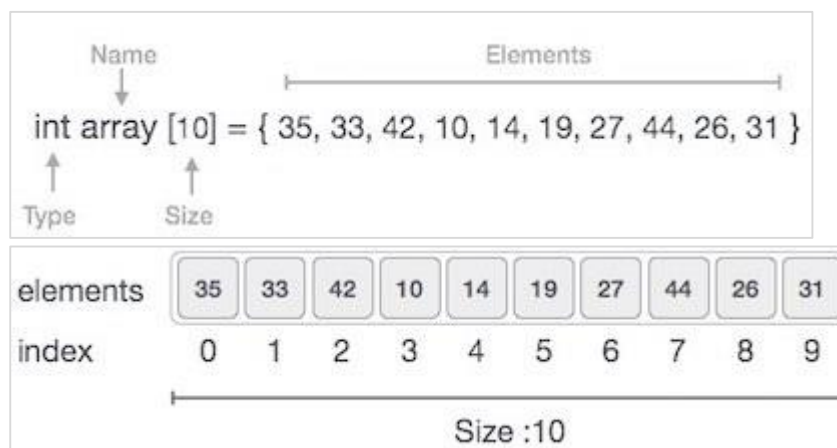 Name Elements
int array [10] = { 35, 33, 42, 10, 14, 19, 27, 44, 26, 31 }
Type Size
elements 35 33 42 10 14 19 27 44 26 31
index 0 1 2 3 4 5 6 7 8 9
Size :10